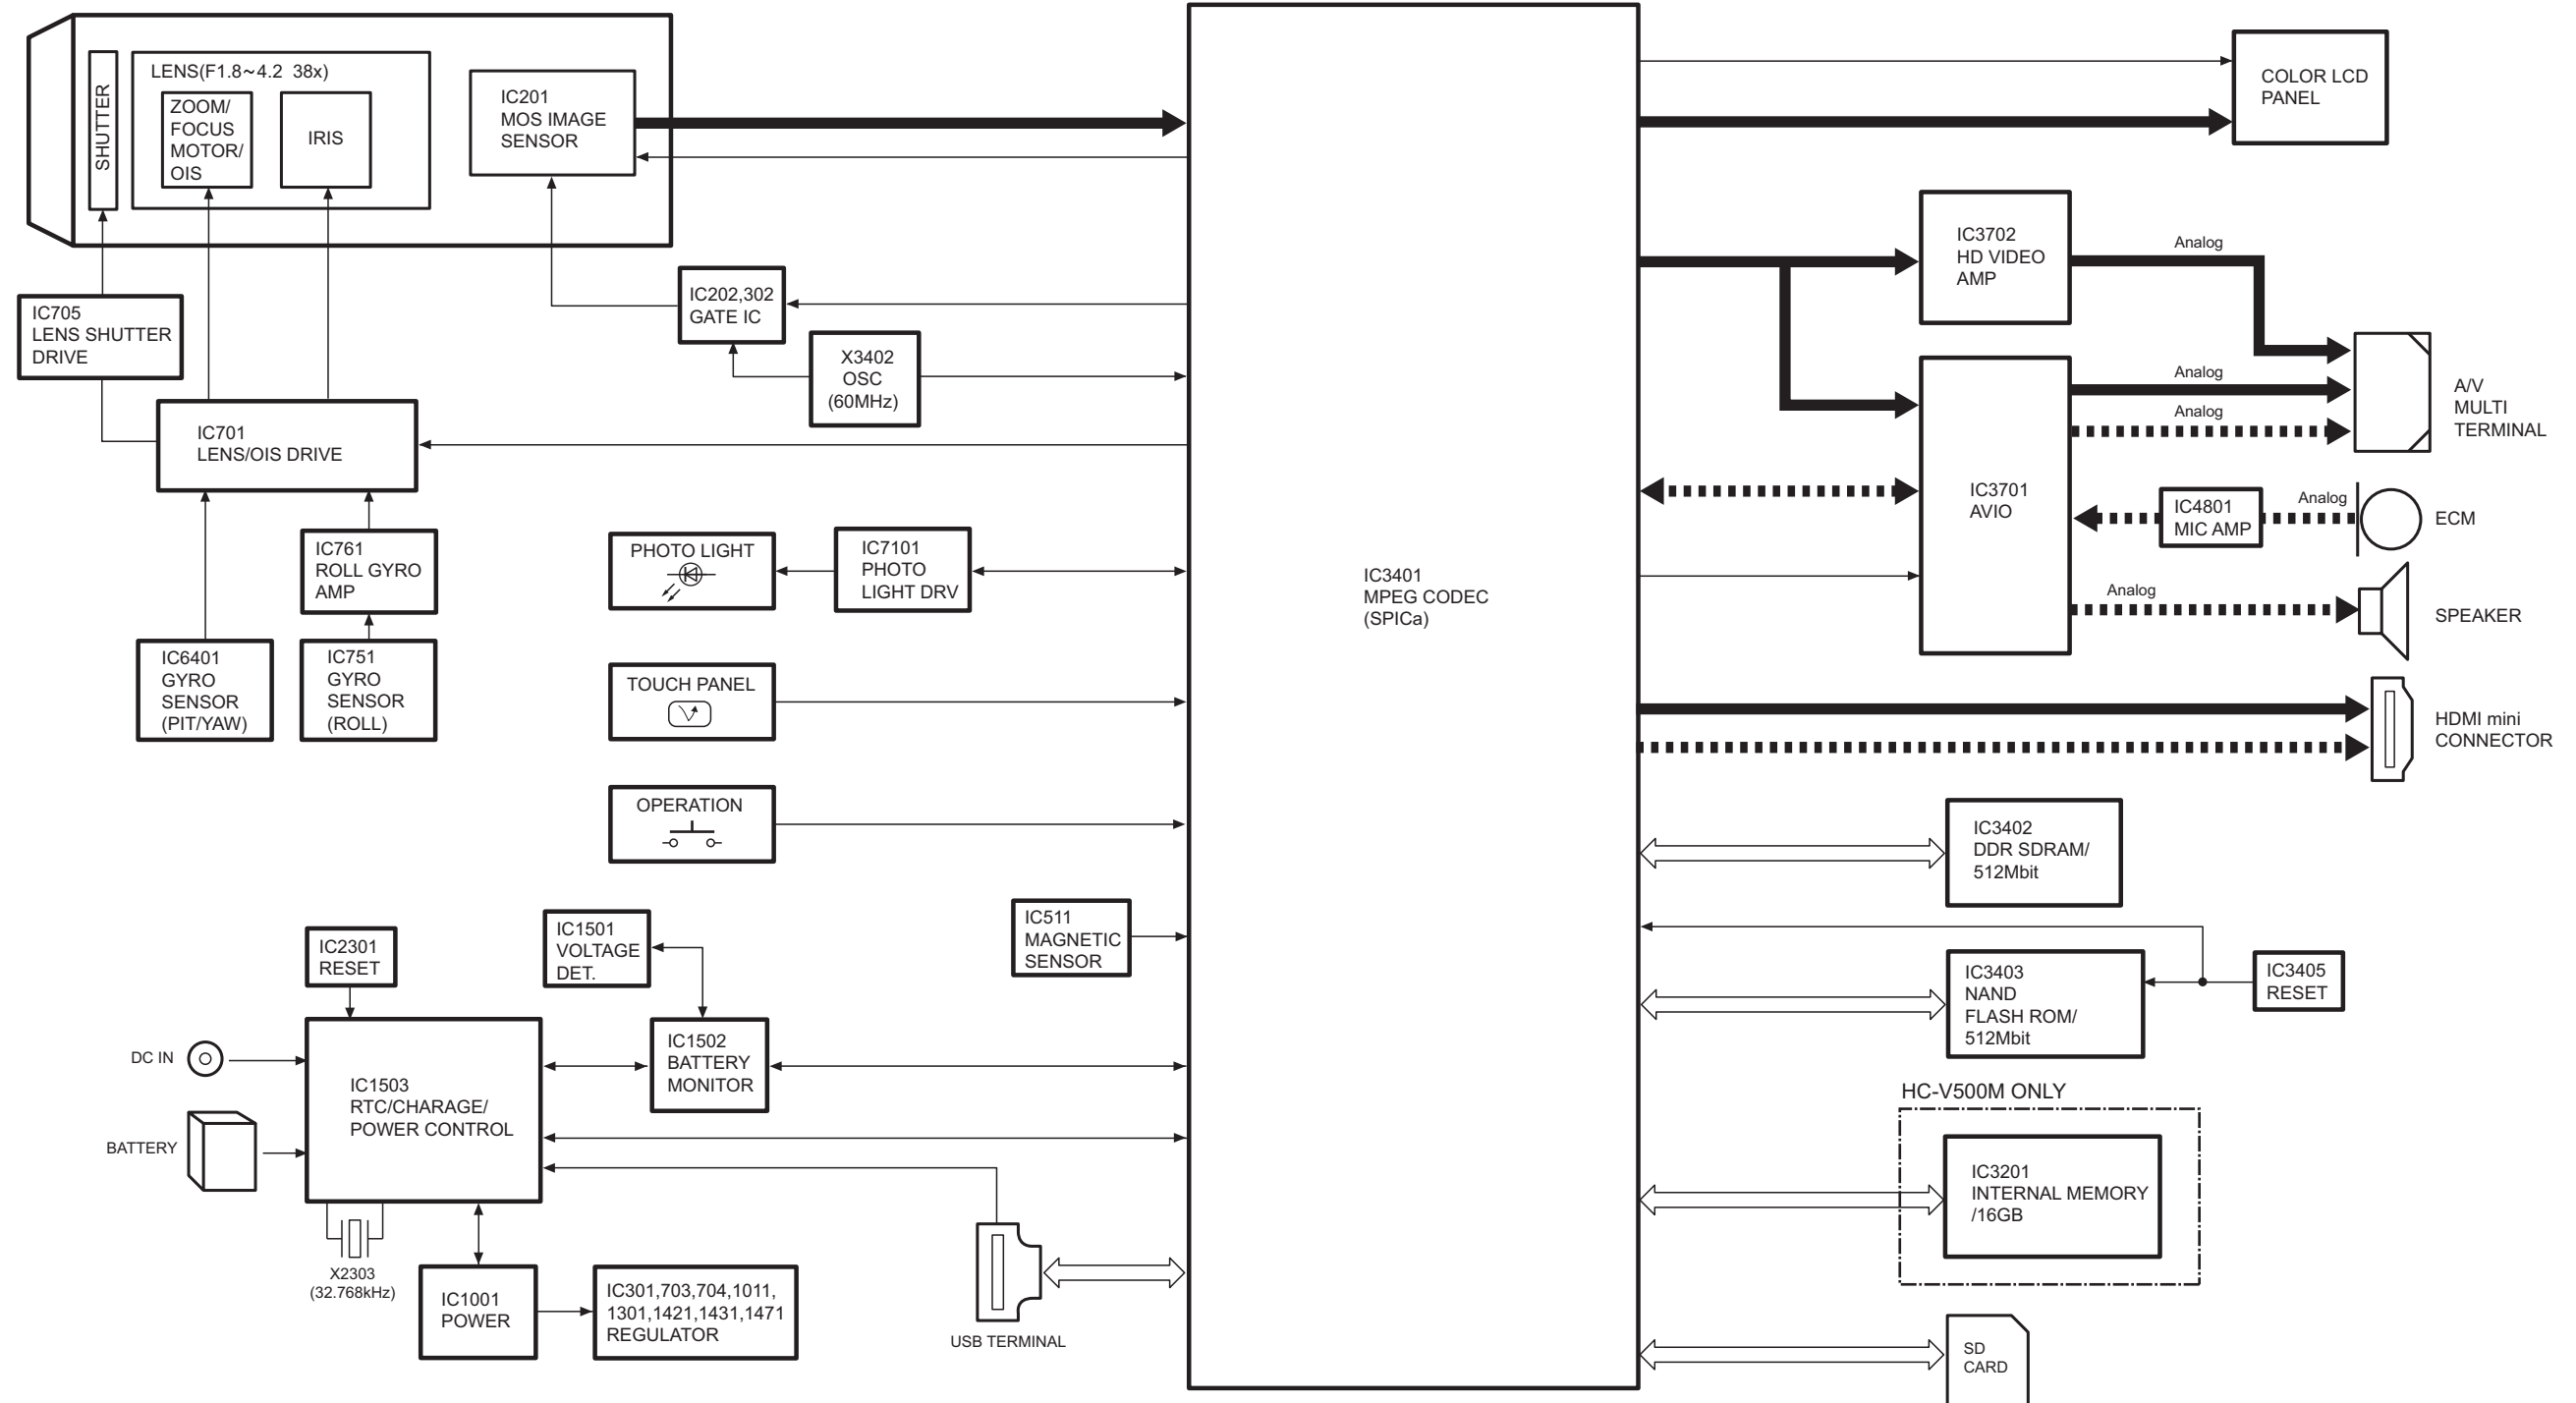 SHUTTER
LENS(F1.8~4.2 38x)
ZOOM/
FOCUS
MOTOR/
OIS
IRIS
IC201
MOS IMAGE
SENSOR
IC705
LENS SHUTTER
DRIVE
IC202,302
GATE IC
X3402
OSC
(60MHz)
IC701
LENS/OIS DRIVE
IC761
ROLL GYRO
AMP
IC6401
GYRO
SENSOR
(PIT/YAW)
IC751
GYRO
SENSOR
(ROLL)
PHOTO LIGHT
IC7101
PHOTO
LIGHT DRV
TOUCH PANEL
OPERATION
IC511
MAGNETIC
SENSOR
IC2301
RESET
IC1501
VOLTAGE
DET.
DC IN
BATTERY
IC1503
RTC/CHARAGE/
POWER CONTROL
IC1502
BATTERY
MONITOR
X2303
(32.768kHz)
IC1001
POWER
IC301,703,704,1011,
1301,1421,1431,1471
REGULATOR
USB TERMINAL
IC3401
MPEG CODEC
(SPICa)
COLOR LCD
PANEL
IC3702
HD VIDEO
AMP
Analog
Analog
Analog
A/V
MULTI
TERMINAL
IC3701
AVIO
IC4801
MIC AMP
Analog
ECM
Analog
SPEAKER
HDMI mini
CONNECTOR
IC3402
DDR SDRAM/
512Mbit
IC3403
NAND
FLASH ROM/
512Mbit
IC3405
RESET
HC-V500M ONLY
IC3201
INTERNAL MEMORY
/16GB
SD
CARD